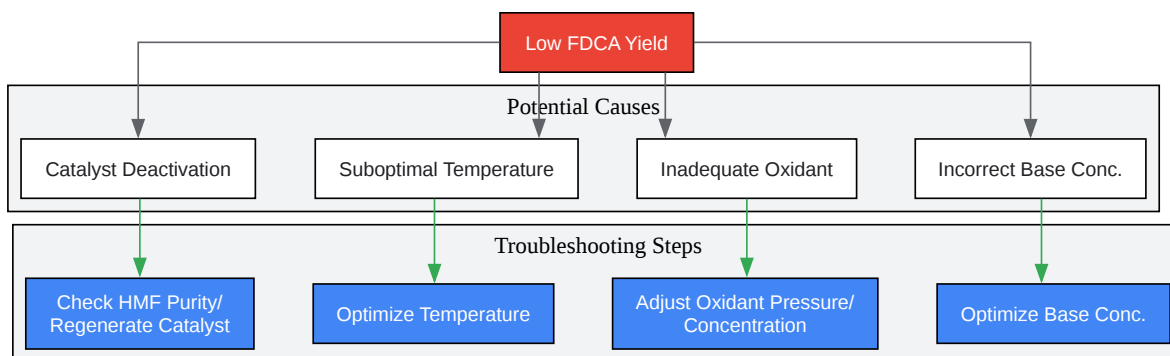 Low FDCA Yield
Potential Causes
Catalyst Deactivation
Suboptimal Temperature
Inadequate Oxidant
Incorrect Base Conc.
Troubleshooting Steps
Check HMF Purity/
Regenerate Catalyst
Optimize Temperature
Adjust Oxidant Pressure/
Concentration
Optimize Base Conc.